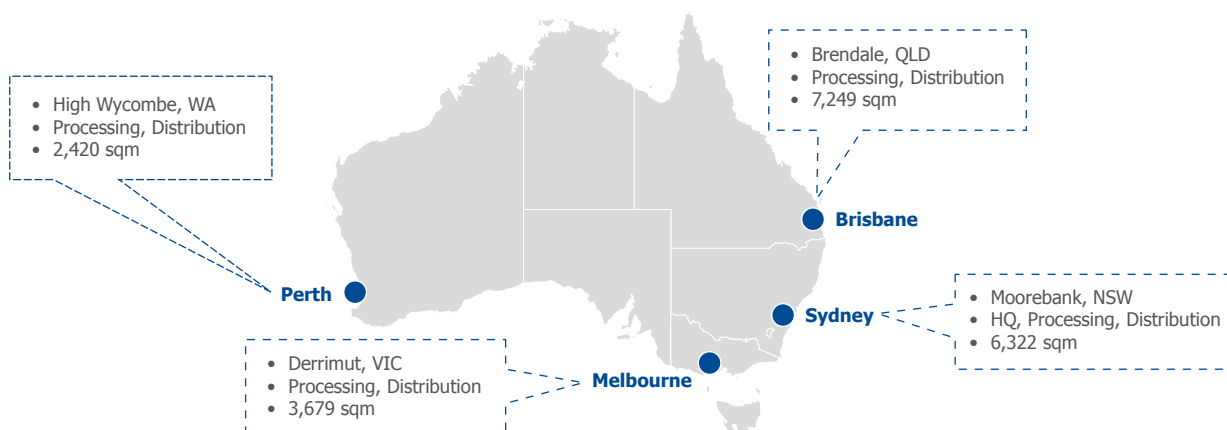 • Brendale, QLD
• Processing, Distribution
• 7,249 sqm
• High Wycombe, WA
• Processing, Distribution
• 2,420 sqm
Brisbane
Perth
• Moorebank, NSW
• HQ, Processing, Distribution
• 6,322 sqm
Sydney
• Derrimut, VIC
• Processing, Distribution
• 3,679 sqm
Melbourne